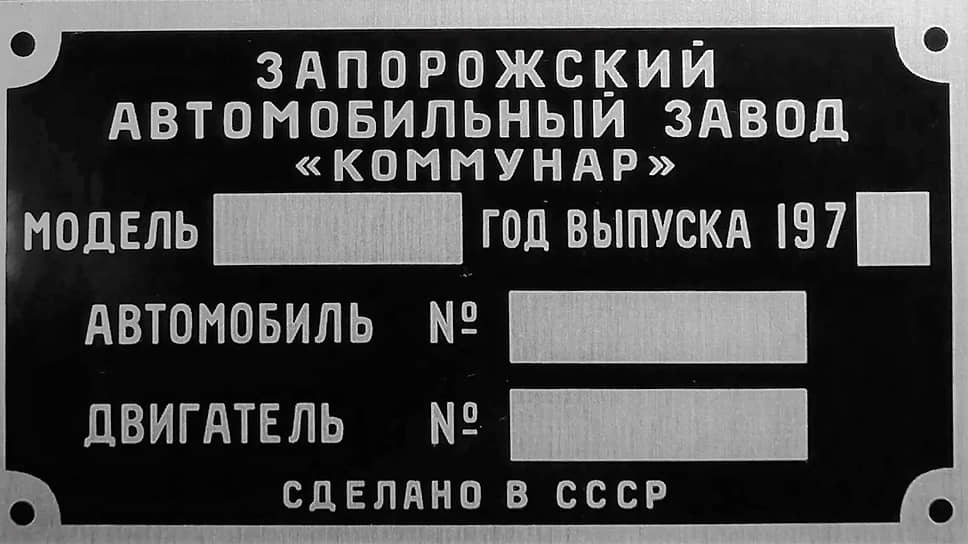 ЗАПОРОЖСКИЙ
АВТОМОБИЛЬНЫЙ ЗАВОД
«КОММУНАР»
МОДЕЛЬ ГОД ВЫПУСКА 197
АВТОМОБИЛЬ №
ДВИГАТЕЛЬ №
СДЕЛАНО В СССР